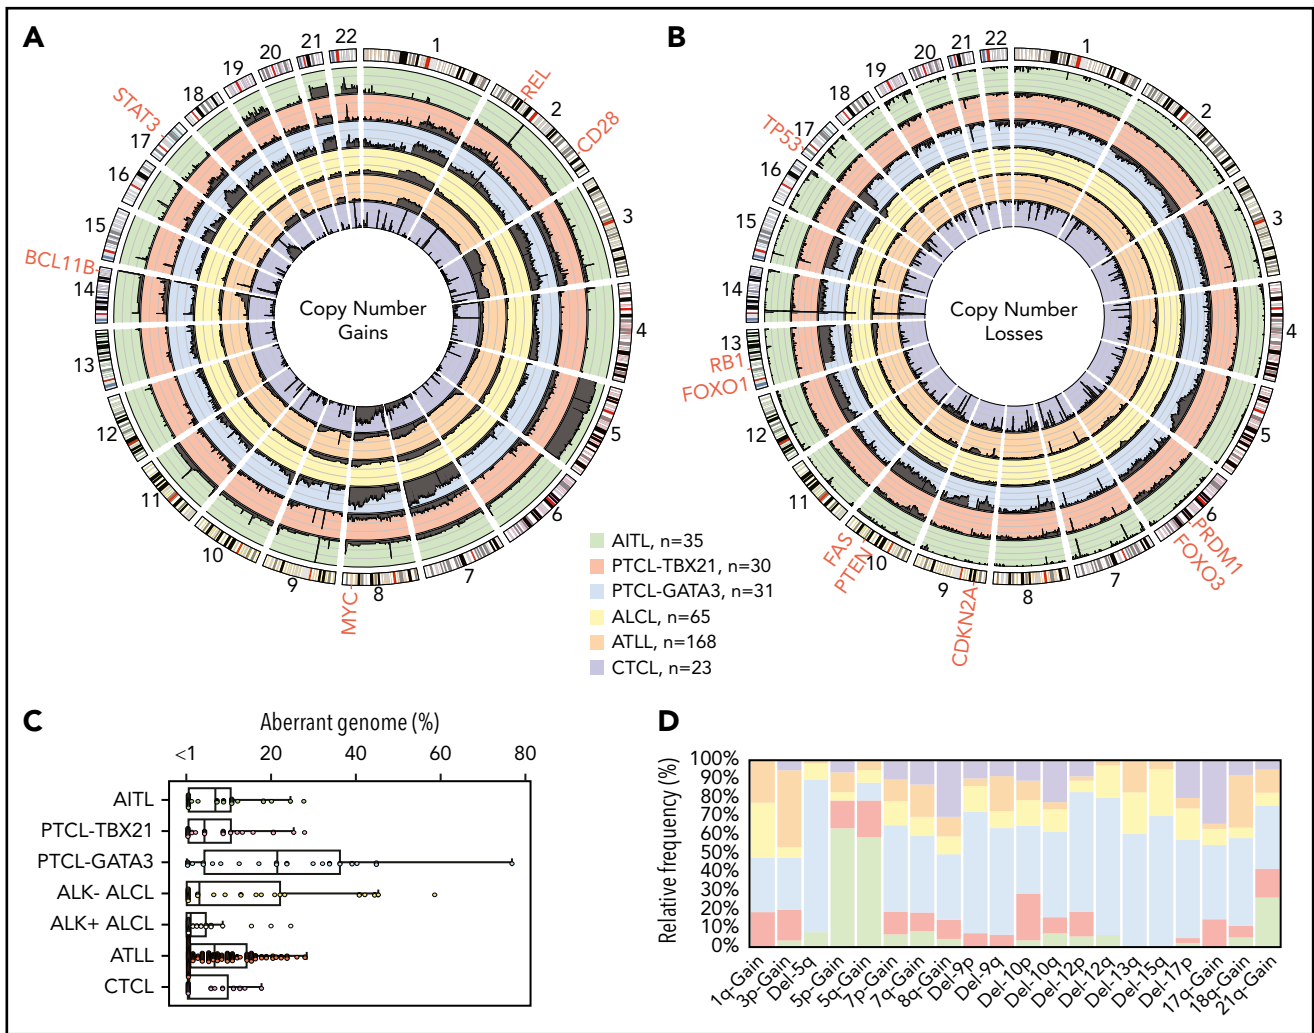 A
1
2
3
4
5
6
7
8
9
10
11
12
13
14
15
16
17
18
19
20
21
22
REL
CD28
MYC
BCL11B
STAT3
Copy Number
Gains
B
1
2
3
4
5
6
7
8
9
10
11
12
13
14
15
16
17
18
19
20
21
22
PRDM1
FOXO3
CDKN2A
FAS
PTEN
RB1
FOXO1
TP53
Copy Number
Losses
AITL, n=35
PTCL-TBX21, n=30
PTCL-GATA3, n=31
ALCL, n=65
ATLL, n=168
CTCL, n=23
C
Aberrant genome (%)
<1 20 40 60 80
AITL
PTCL-TBX21
PTCL-GATA3
ALK- ALCL
ALK+ ALCL
ATLL
CTCL
D
Relative frequency (%)
100%
90%
80%
70%
60%
50%
40%
30%
20%
10%
0%
1q-Gain
3p-Gain
Del-5q
5p-Gain
5q-Gain
7p-Gain
7q-Gain
8q-Gain
Del-9p
Del-9q
Del-10p
Del-10q
Del-12p
Del-12q
Del-13q
Del-15q
Del-17p
17q-Gain
18q-Gain
21q-Gain